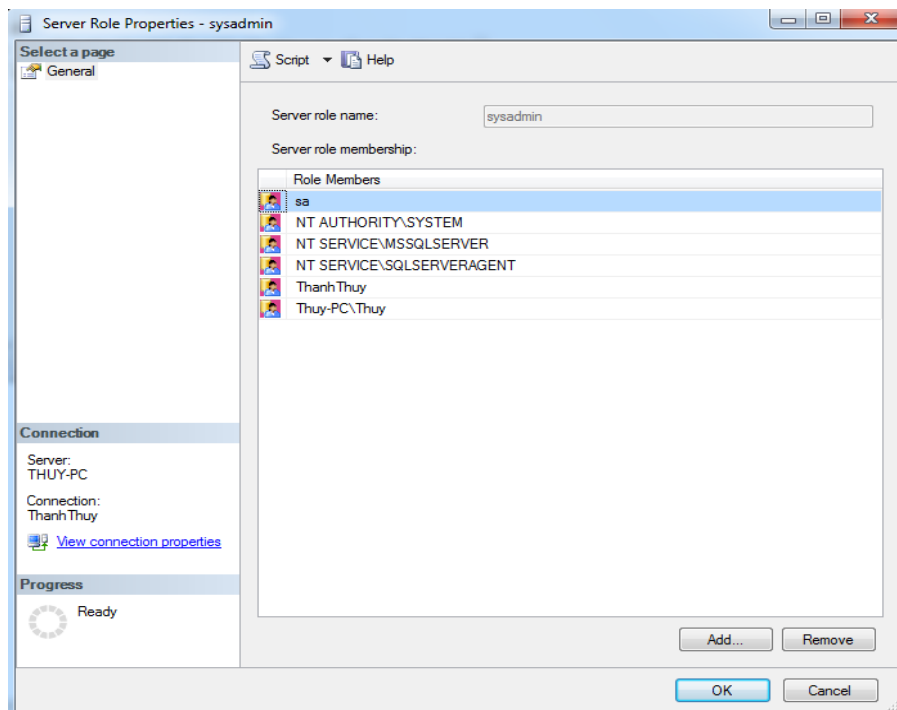 Server Role Properties - sysadmin
Select a page
General
Script
Help
Server role name:
sysadmin
Server role membership:
Role Members
sa
NT AUTHORITY\SYSTEM
NT SERVICE\MSSQLSERVER
NT SERVICE\SQLSERVERAGENT
ThanhThuy
Thuy-PC\Thuy
Connection
Server:
THUY-PC
Connection:
ThanhThuy
View connection properties
Progress
Ready
Add...
Remove
OK
Cancel